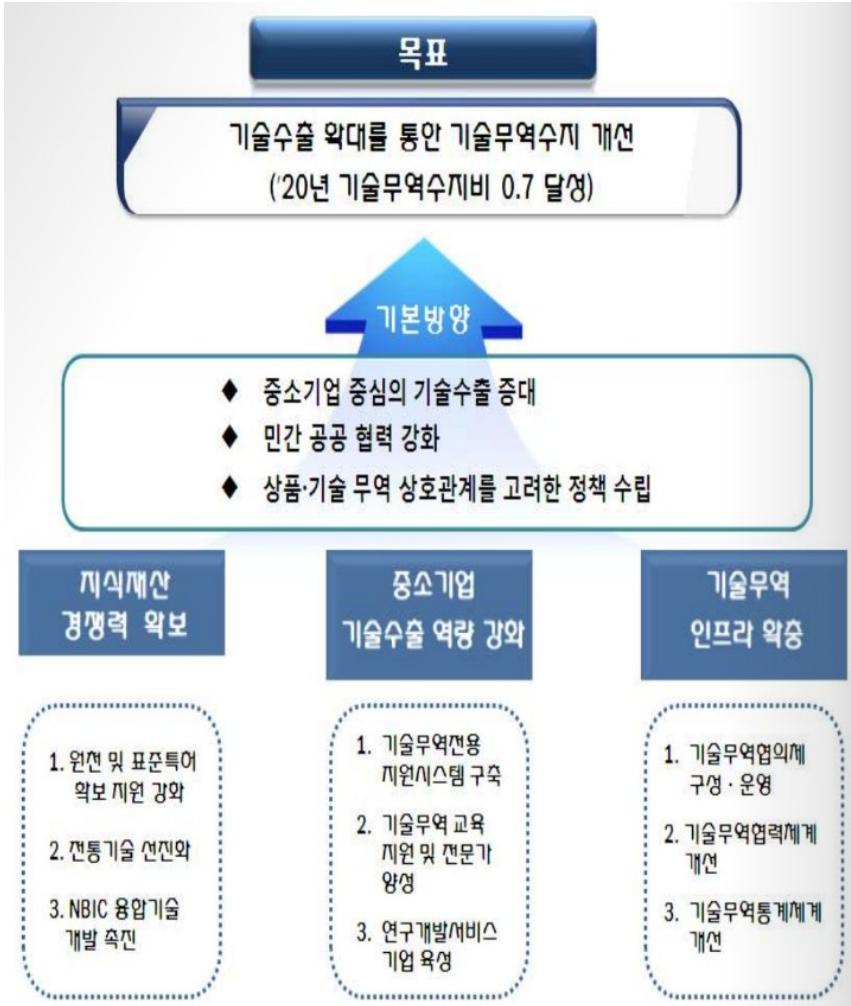 목표
기술수출 확대를 통한 기술무역수지 개선
('20년 기술무역수지비 0.7 달성)
기본방향
◆ 중소기업 중심의 기술수출 증대
◆ 민간 공공 협력 강화
◆ 상품·기술 무역 상호관계를 고려한 정책 수립
지식재산
경쟁력 확보
1. 원천 및 표준특허
확보 지원 강화
2. 전통기술 선진화
3. NBIC 융합기술
개발 촉진
중소기업
기술수출 역량 강화
1. 기술무역전용
지원시스템 구축
2. 기술무역 교육
지원 및 전문가
양성
3. 연구개발서비스
기업 육성
기술무역
인프라 확충
1. 기술무역협의체
구성·운영
2. 기술무역협력체계
개선
3. 기술무역통계체계
개선